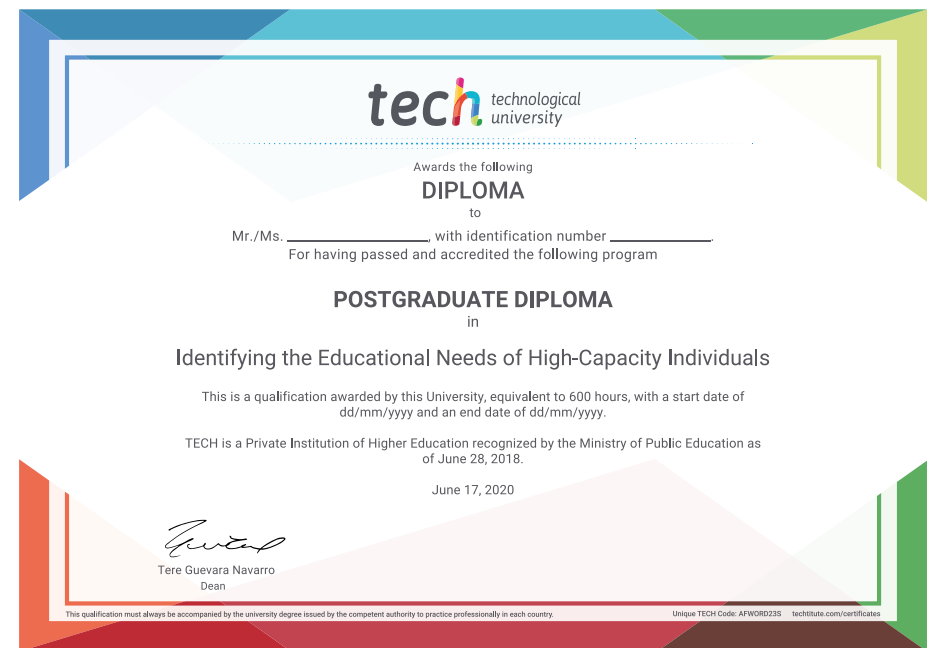 tech technological
university
Awards the following
DIPLOMA
to
Mr./Ms. ____________, with identification number ____________.
For having passed and accredited the following program
POSTGRADUATE DIPLOMA
in
Identifying the Educational Needs of High-Capacity Individuals
This is a qualification awarded by this University, equivalent to 600 hours, with a start date of
dd/mm/yyyy and an end date of dd/mm/yyyy.
TECH is a Private Institution of Higher Education recognized by the Ministry of Public Education as
of June 28, 2018.
June 17, 2020
Tere Guevara Navarro
Dean
This qualification must always be accompanied by the university degree issued by the competent authority to practice professionally in each country.
Unique TECH Code: AFWORD23S techtitute.com/certificates